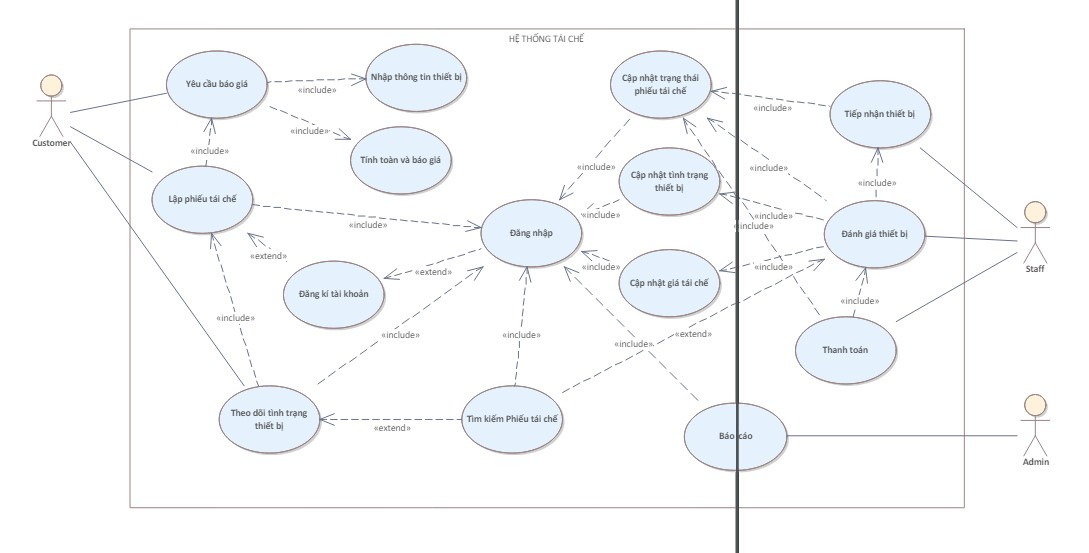 HỆ THỐNG TÁI CHẾ
Yêu cầu báo giá
Nhập thông tin thiết bị
Cập nhật trạng thái
phiếu tái chế
«include»
«include»
Tiếp nhận thiết bị
Customer
«include»
«include»
Tính toán và báo giá
«include»
«include»
Cập nhật tình trạng
thiết bị
«include»
Lập phiếu tái chế
«include»
«include»
«include»
«include»
Đăng nhập
Đánh giá thiết bị
«extend»
«extend»
«include»
«include»
Staff
Đăng kí tài khoản
Cập nhật giá tái chế
«include»
«include»
«include»
«include»
«extend»
«include»
Thanh toán
Theo dõi tình trạng
thiết bị
Tìm kiếm Phiếu tái chế
«extend»
Báo cáo
Admin